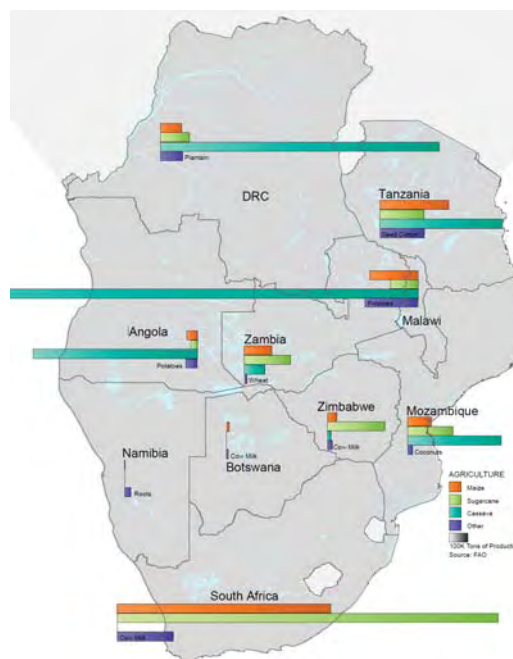 Plantain
DRC
Tanzania
Seed Cotton
Potatoes
Malawi
Angola
Zambia
Potatoes
Wheat
Zimbabwe
Mozambique
Cow Milk
Coconuts
Namibia
Cow Milk
Botswana
Roots
AGRICULTURE
Maize
Sugarcane
Cassava
Other
100K Tons of Product
Source: FAO
South Africa
Cow Milk